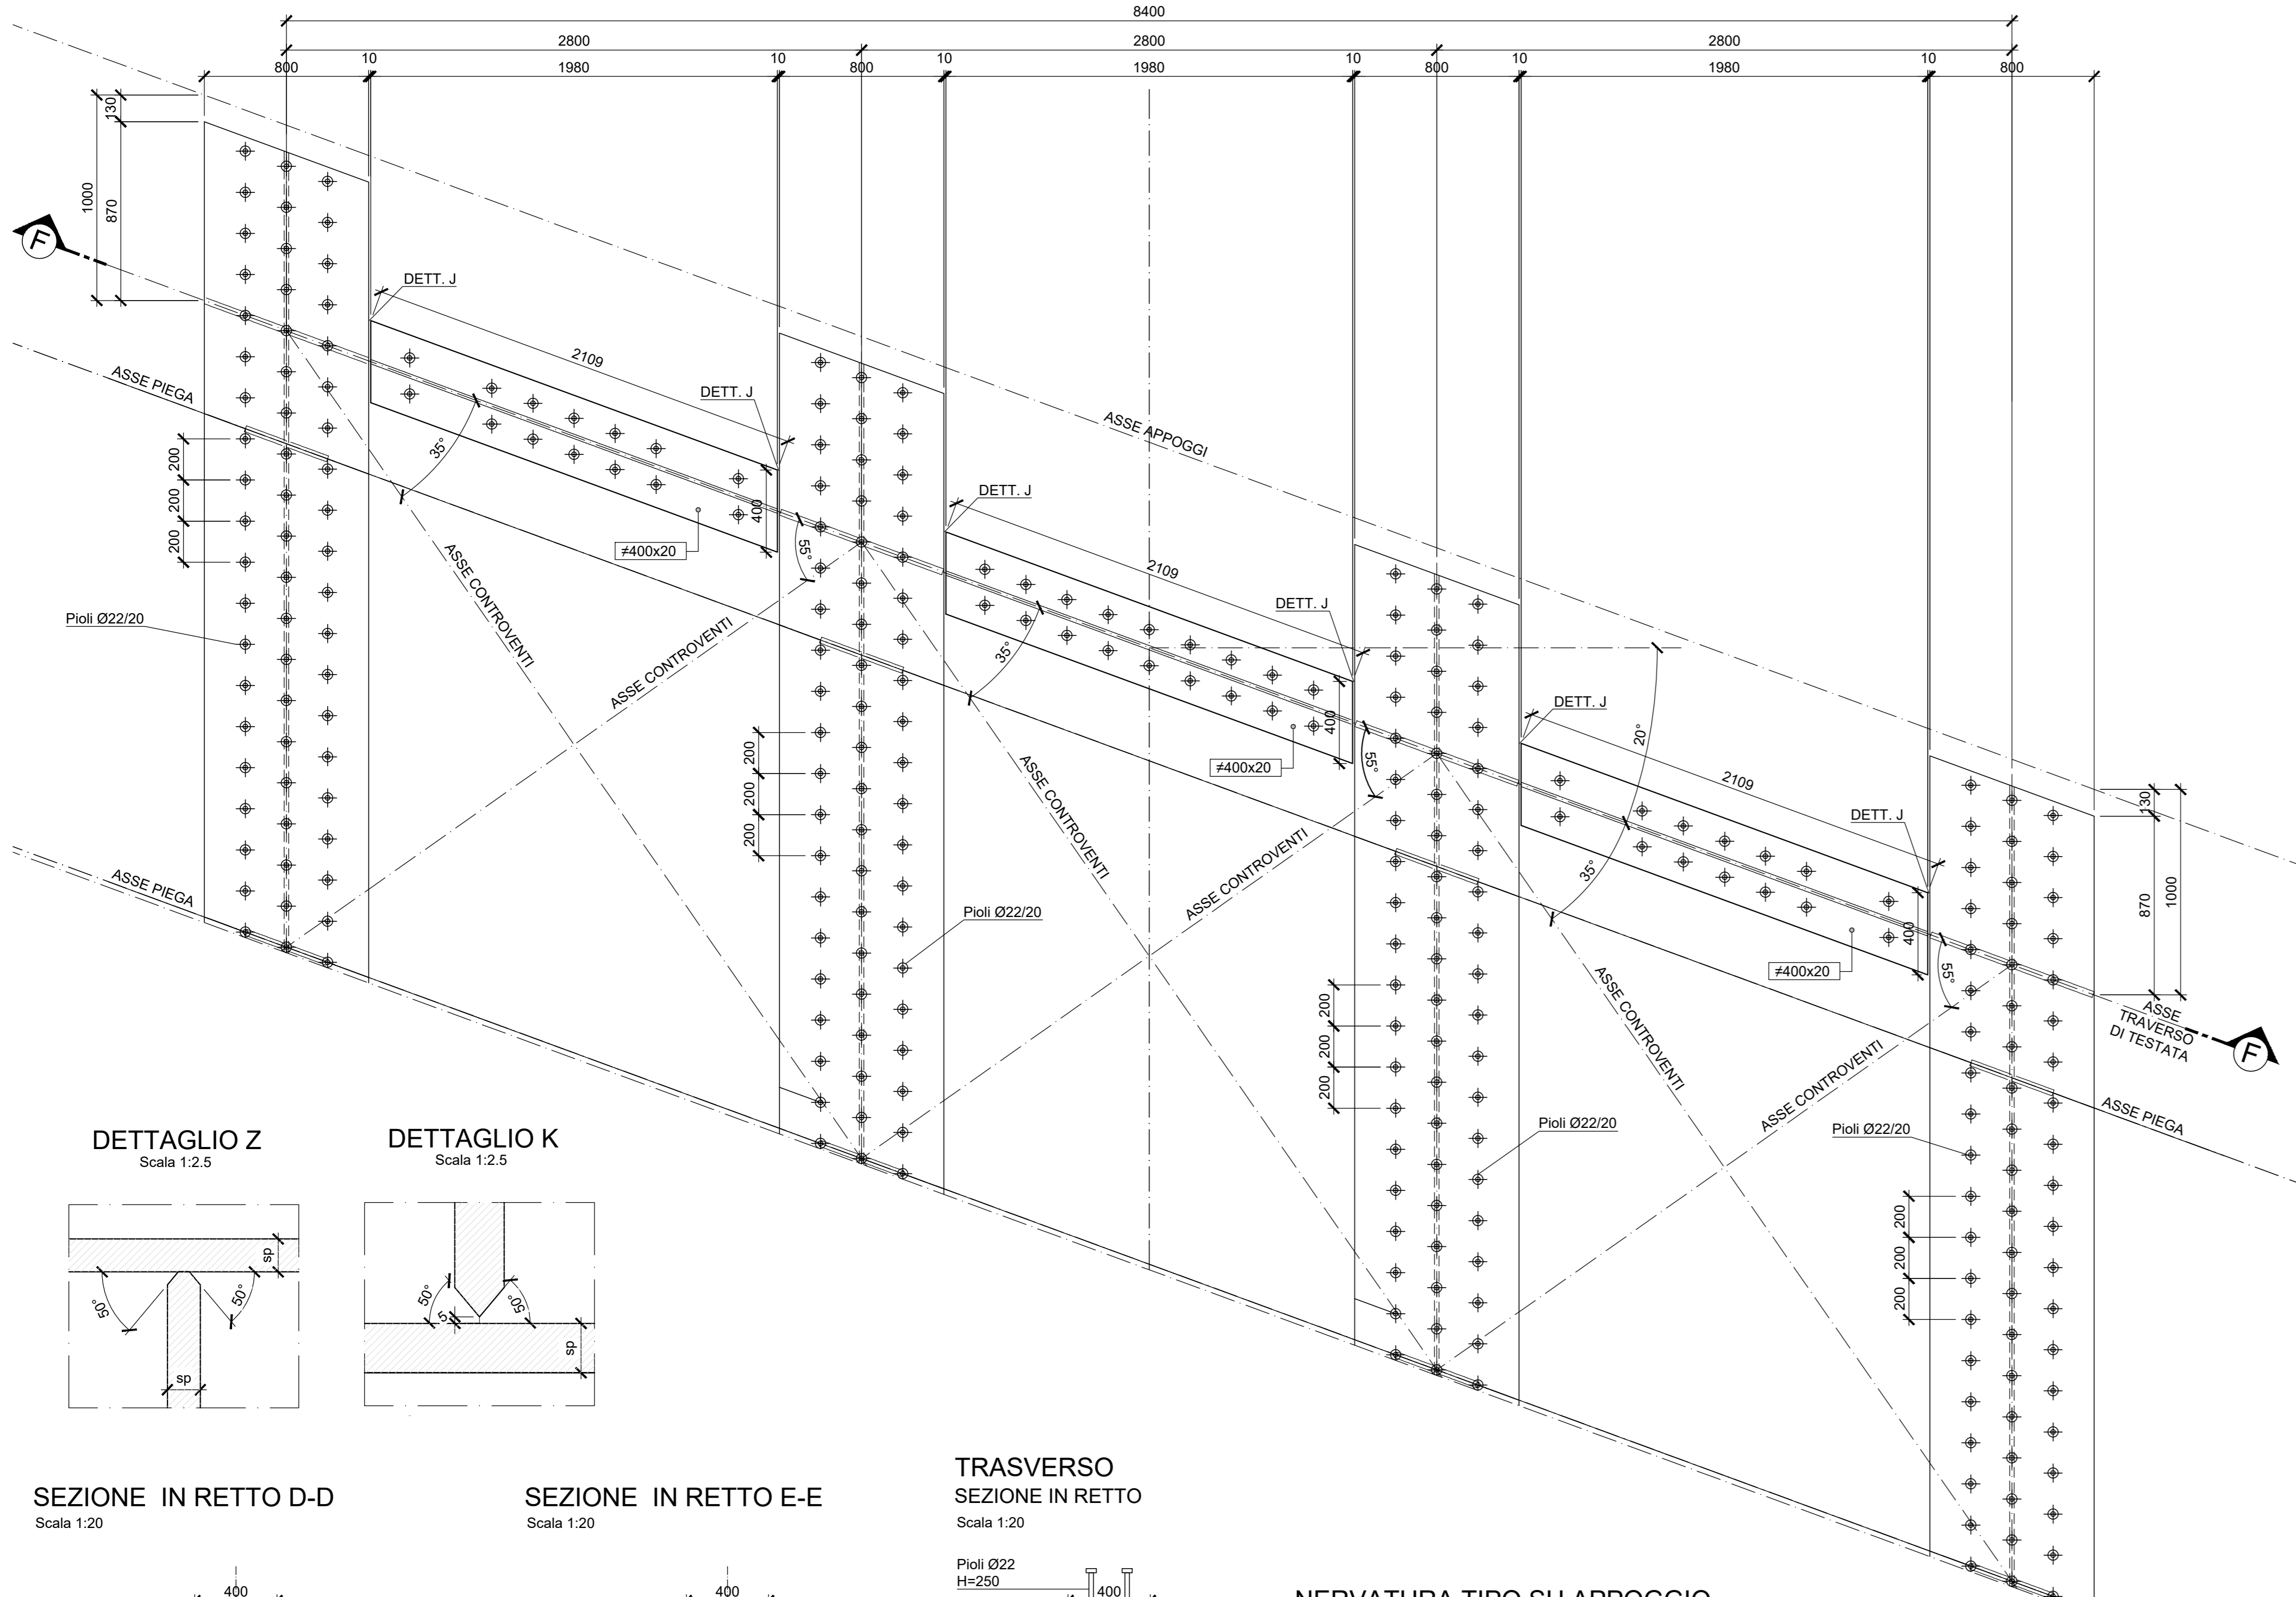 8400
2800
2800
2800
800
10
1980
10
800
10
1980
10
800
10
1980
10
800
130
1000
870
F
DETT. J
2109
DETT. J
ASSE PIEGA
35°
400
≠400x20
55°
ASSE APPOGGI
DETT. J
2109
DETT. J
200
200
200
Pioli Ø22/20
ASSE CONTROVENTI
ASSE CONTROVENTI
35°
400
≠400x20
55°
20°
DETT. J
2109
DETT. J
200
200
200
ASSE CONTROVENTI
ASSE CONTROVENTI
35°
400
≠400x20
55°
130
870
1000
ASSE PIEGA
Pioli Ø22/20
200
200
200
ASSE CONTROVENTI
ASSE CONTROVENTI
ASSE
TRAVERSO
DI TESTATA
F
ASSE PIEGA
Pioli Ø22/20
Pioli Ø22/20
200
200
200
DETTAGLIO Z
Scala 1:2.5
sp
50°
50°
sp
DETTAGLIO K
Scala 1:2.5
50°
50°
5
sp
SEZIONE IN RETTO D-D
Scala 1:20
400
SEZIONE IN RETTO E-E
Scala 1:20
400
TRASVERSO
SEZIONE IN RETTO
Scala 1:20
Pioli Ø22
H=250
400
NERVATURA TIPO SU APPOGGIO